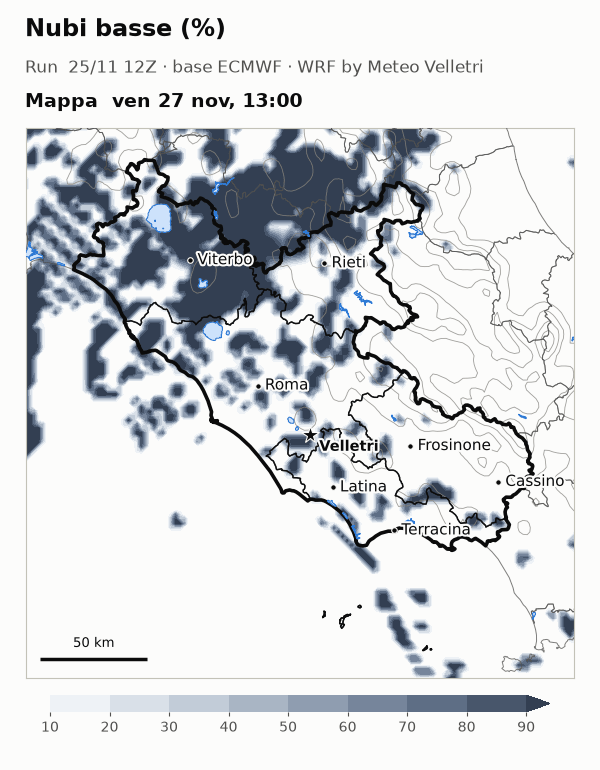 Nubi basse (%)
Run  25/11 12Z · base ECMWF · WRF by Meteo Velletri
Mappa  ven 27 nov, 13:00
Viterbo
Rieti
Roma
Velletri
Frosinone
Cassino
Latina
Terracina
50 km
10 20 30 40 50 60 70 80 90